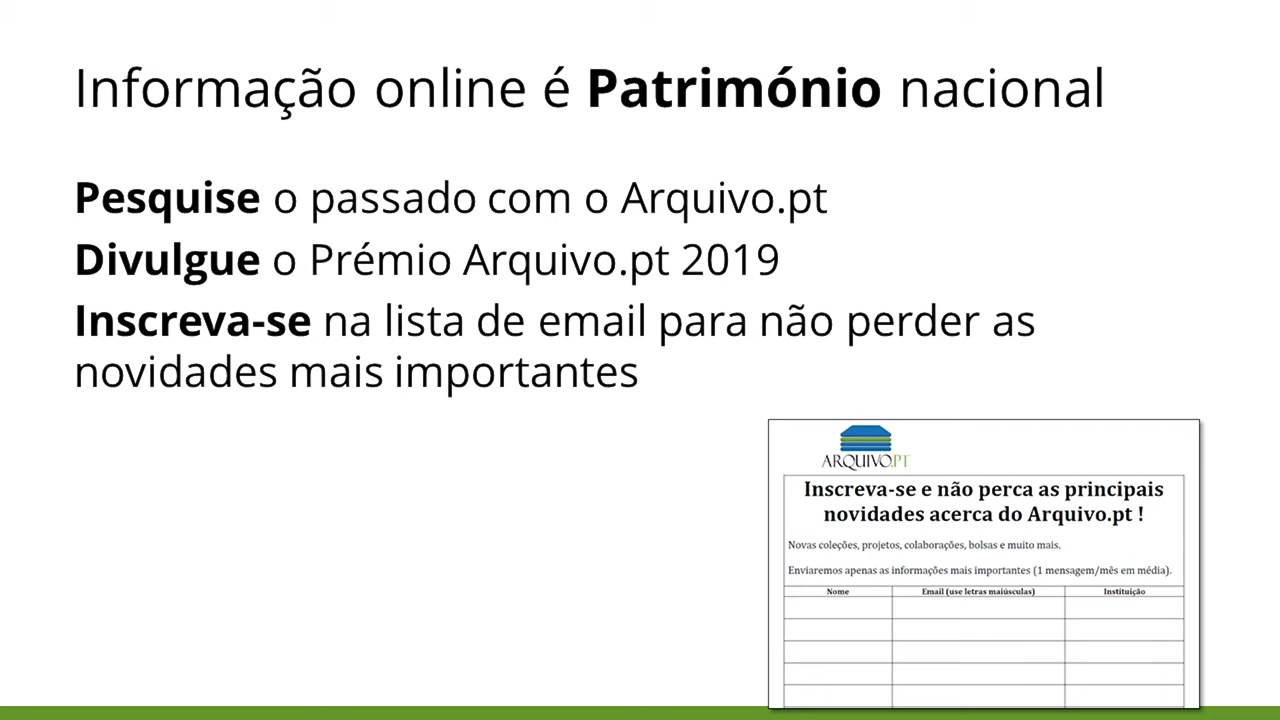 Informação online é Património nacional
Pesquise o passado com o Arquivo.pt
Divulgue o Prémio Arquivo.pt 2019
Inscreva-se na lista de email para não perder as
novidades mais importantes
ARQUIVO.PT
Inscreva-se e não perca as principais
novidades acerca do Arquivo.pt !
Novas coleções, projetos, colaborações, bolsas e muito mais.
Enviaremos apenas as informações mais importantes (1 mensagem/mês em média).
Nome Email (use letras maiúsculas) Instituição